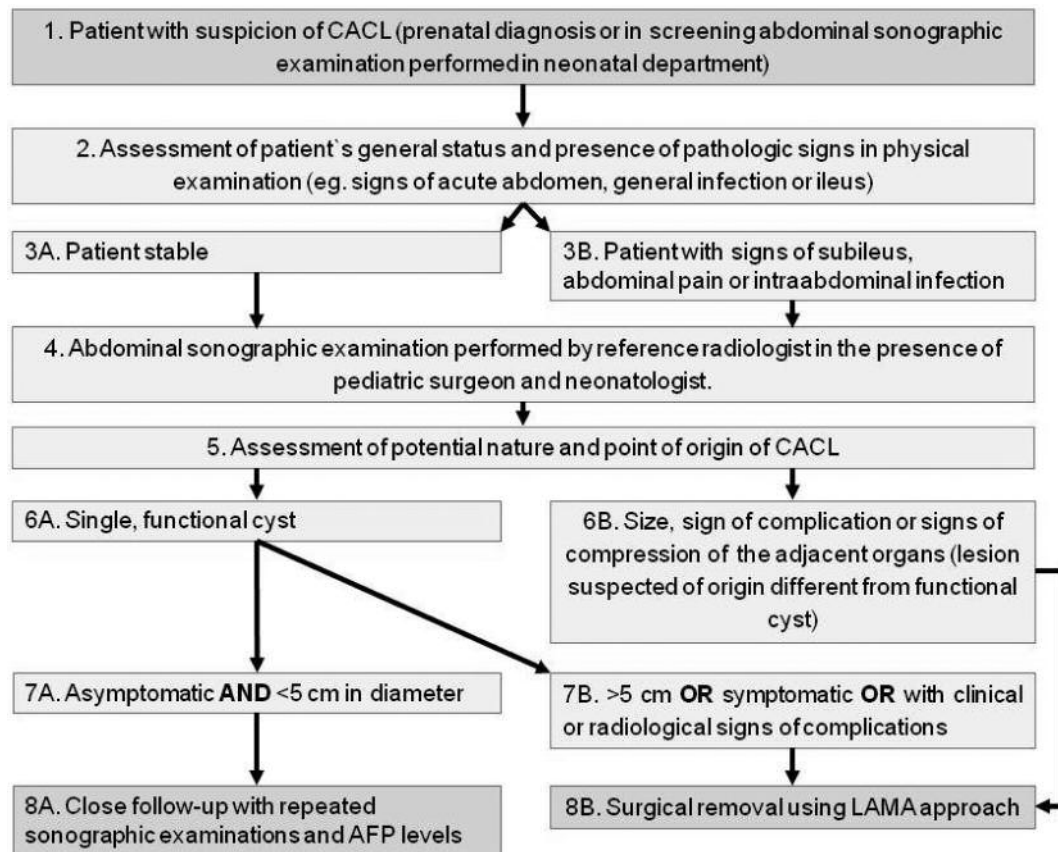 1. Patient with suspicion of CACL (prenatal diagnosis or in screening abdominal sonographic
examination performed in neonatal department)
2. Assessment of patient`s general status and presence of pathologic signs in physical
examination (eg. signs of acute abdomen, general infection or ileus)
3A. Patient stable
3B. Patient with signs of subileus,
abdominal pain or intraabdominal infection
4. Abdominal sonographic examination performed by reference radiologist in the presence of
pediatric surgeon and neonatologist.
5. Assessment of potential nature and point of origin of CACL
6A. Single, functional cyst
6B. Size, sign of complication or signs of
compression of the adjacent organs (lesion
suspected of origin different from functional
cyst)
7A. Asymptomatic AND <5 cm in diameter
7B. >5 cm OR symptomatic OR with clinical
or radiological signs of complications
8A. Close follow-up with repeated
sonographic examinations and AFP levels
8B. Surgical removal using LAMA approach